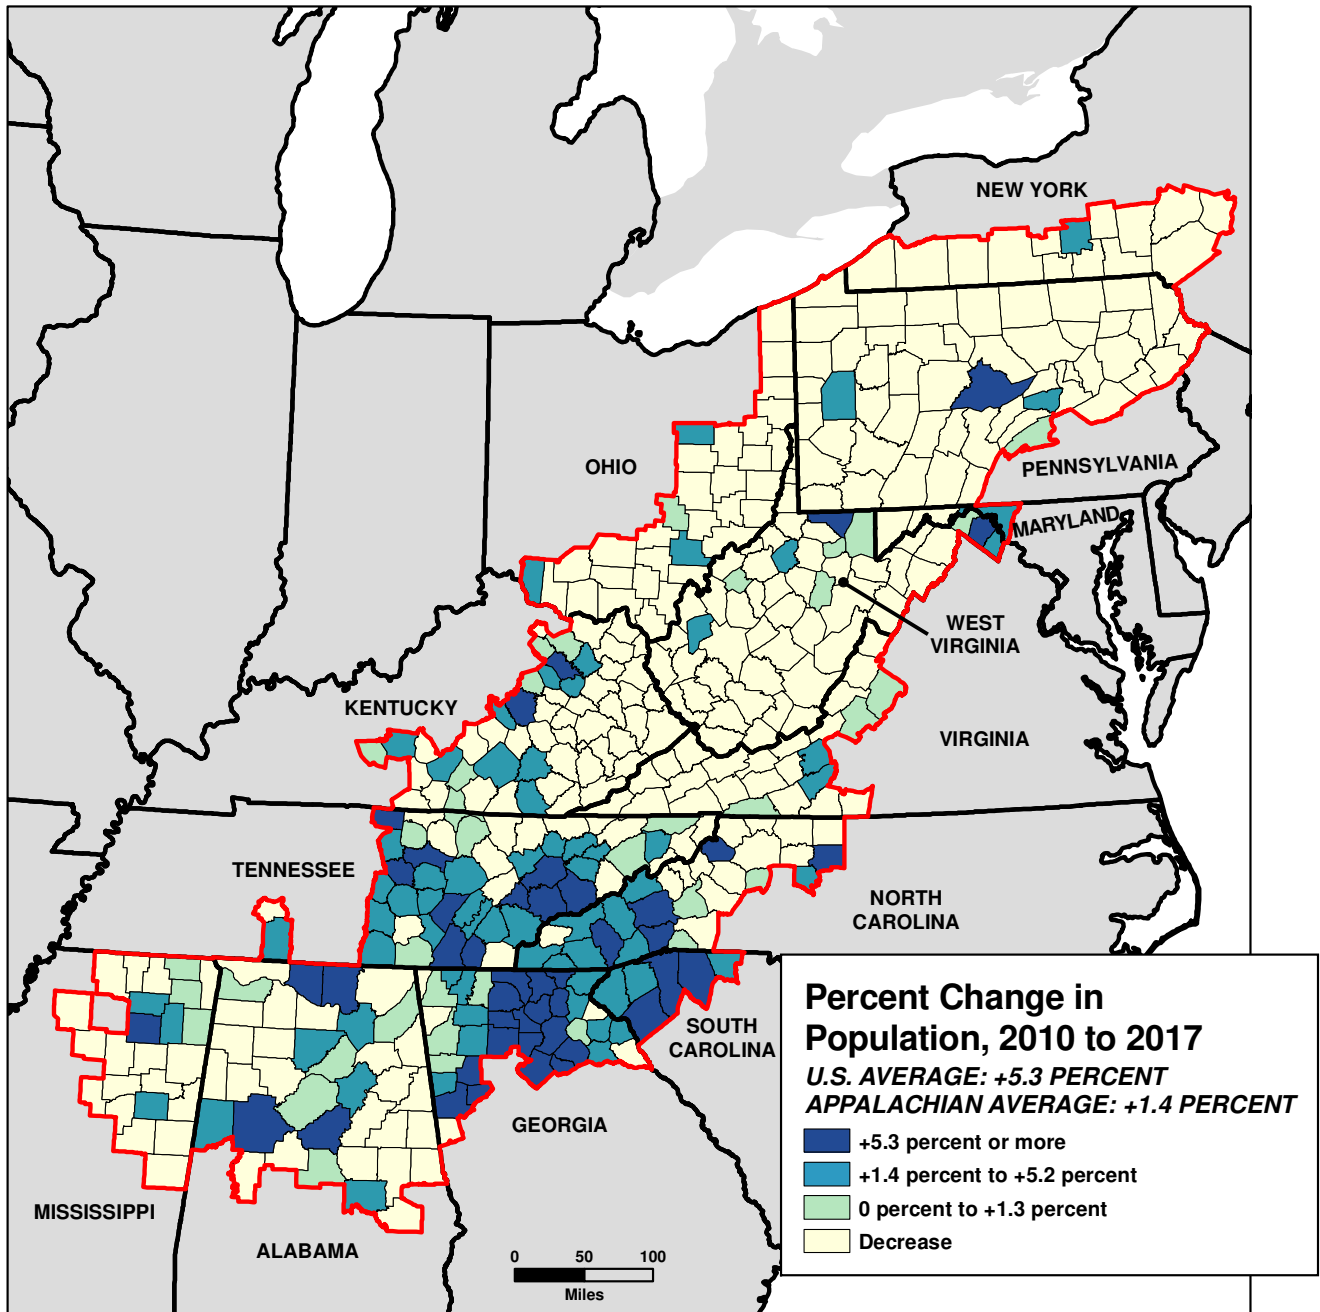 NEW YORK
OHIO
PENNSYLVANIA
MARYLAND
WEST
VIRGINIA
KENTUCKY
VIRGINIA
TENNESSEE
NORTH
CAROLINA
SOUTH
CAROLINA
GEORGIA
MISSISSIPPI
ALABAMA
0 50 100
Miles
Percent Change in
Population, 2010 to 2017
U.S. AVERAGE: +5.3 PERCENT
APPALACHIAN AVERAGE: +1.4 PERCENT
+5.3 percent or more
+1.4 percent to +5.2 percent
0 percent to +1.3 percent
Decrease